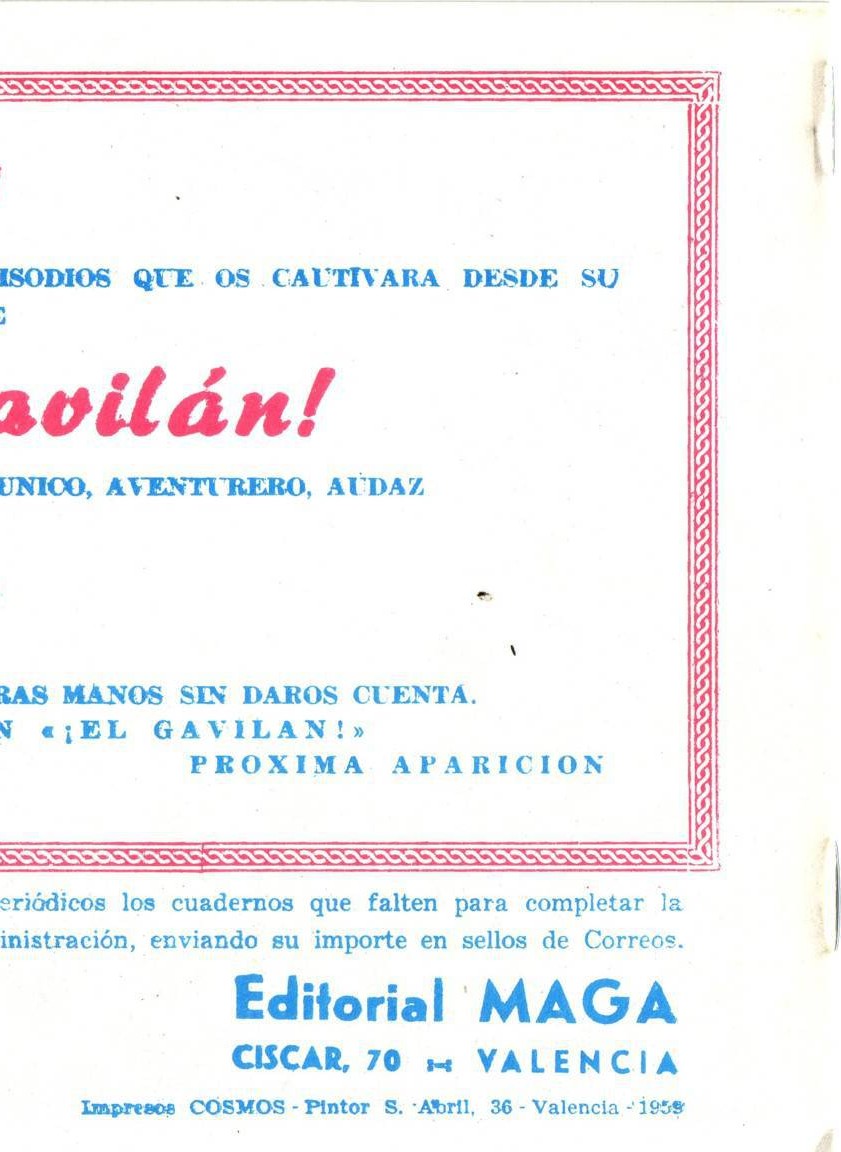 ISODIOS QUE OS CAUTIVARA DESDE SU
E
avilán!
UNICO, AVENTURERO, AUDAZ
RAS MANOS SIN DAROS CUENTA.
N «¡EL GAVILAN!»
PROXIMA APARICION
eriódicos los cuadernos que falten para completar la
inistración, enviando su importe en sellos de Correos.
Editorial MAGA
CISCAR, 70 - VALENCIA
Impresos COSMOS - Pintor S. Abril, 36 - Valencia - 1959